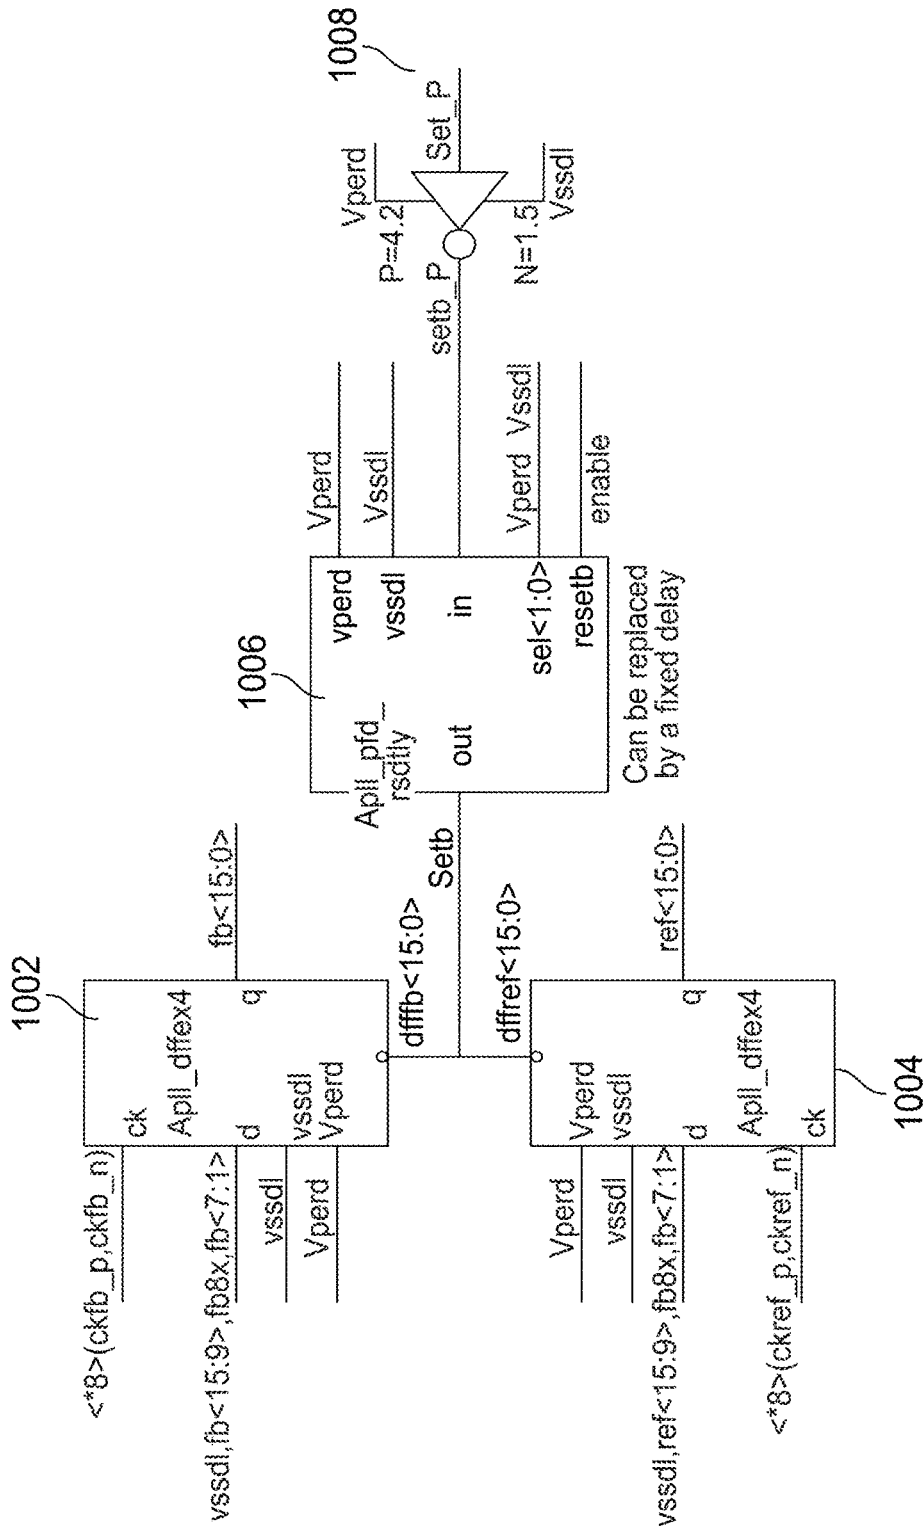 1002
<*8>(ckfb_p,ckfb_n)
ck
Apll_dffex4
vssdl,fb<15:9>,fb8x,fb<7:1>
d
q
fb<15:0>
vssdl
vssdl
Vperd
Vperd
dfffb<15:0>
Setb
dffref<15:0>
Vperd
Vperd
vssdl
vssdl
vssdl,ref<15:9>,fb8x,fb<7:1>
d
q
ref<15:0>
Apll_dffex4
<*8>(ckref_p,ckref_n)
ck
1004
1006
Apll_pfd_
rsdtly
vperd
Vperd
vssdl
Vssdl
out
in
sel<1:0>
Vperd Vssdl
resetb
enable
Can be replaced
by a fixed delay
setb_P
Vperd
P=4.2
Set_P
N=1.5
Vssdl
1008